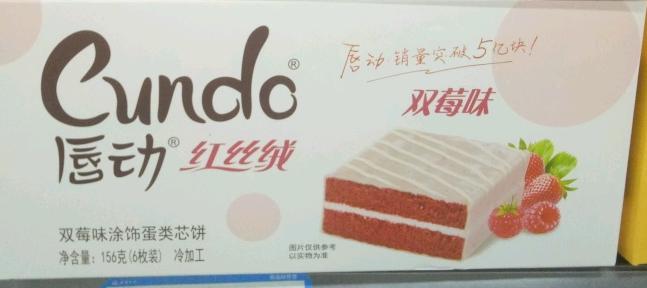 Cundo®
唇动®
红丝绒
唇动·销量突破5亿块!
双莓味
双莓味涂饰蛋类芯饼
净含量:156克(6枚装) 冷加工
图片仅供参考
以实物为准